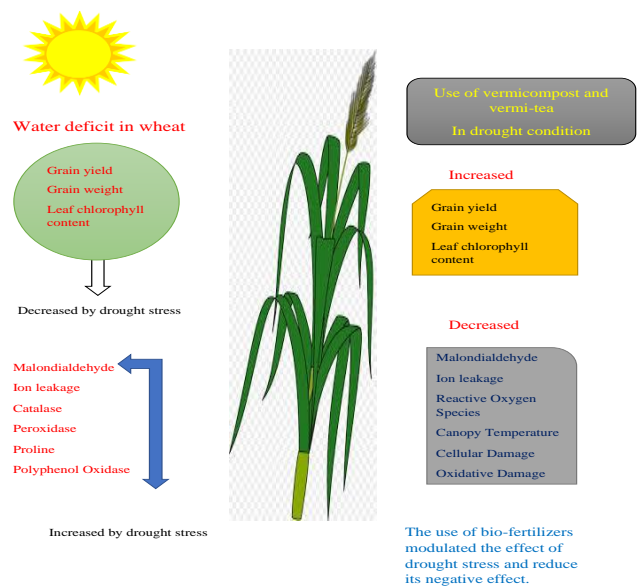 Water deficit in wheat
Grain yield
Grain weight
Leaf chlorophyll
content
Decreased by drought stress
Malondialdehyde
Ion leakage
Catalase
Peroxidase
Proline
Polyphenol Oxidase
Increased by drought stress
Use of vermicompost and
vermi-tea
In drought condition
Increased
Grain yield
Grain weight
Leaf chlorophyll
content
Decreased
Malondialdehyde
Ion leakage
Reactive Oxygen
Species
Canopy Temperature
Cellular Damage
Oxidative Damage
The use of bio-fertilizers
modulated the effect of
drought stress and reduce
its negative effect.